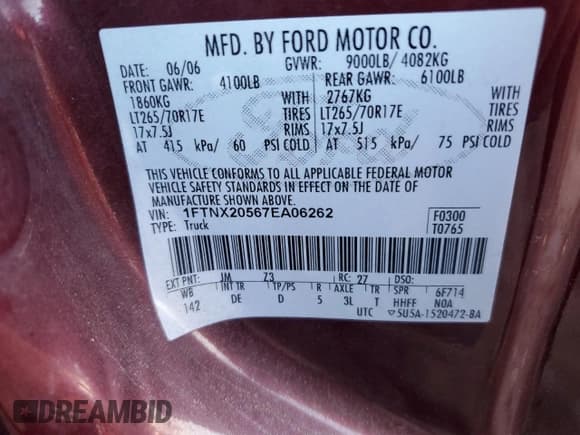 MFD. BY FORD MOTOR CO.
DATE: 06/06 GVWR: 9000LB/ 4082KG
FRONT GAWR: 4100LB REAR GAWR: 6100LB
1860KG WITH 2767KG WITH
LT265/70R17E TIRES LT265/70R17E TIRES
17x7.5J RIMS 17x7.5J RIMS
AT 415 kPa/ 60 PSI COLD AT 515 kPa/ 75 PSI COLD
THIS VEHICLE CONFORMS TO ALL APPLICABLE FEDERAL MOTOR
VEHICLE SAFETY STANDARDS IN EFFECT ON THE DATE OF
MANUFACTURE SHOWN ABOVE.
VIN: 1FTNX20567EA06262 F0300
TYPE: Truck T0765
EXT PNT: JM Z3 RC: 27 DSO:
WB INT TR TP/PS R AXLE TR SPR 6F714
142 DE D 5 3L T HHFF NOA
UTC ▽5U5A-1520472-BA
DREAMBID